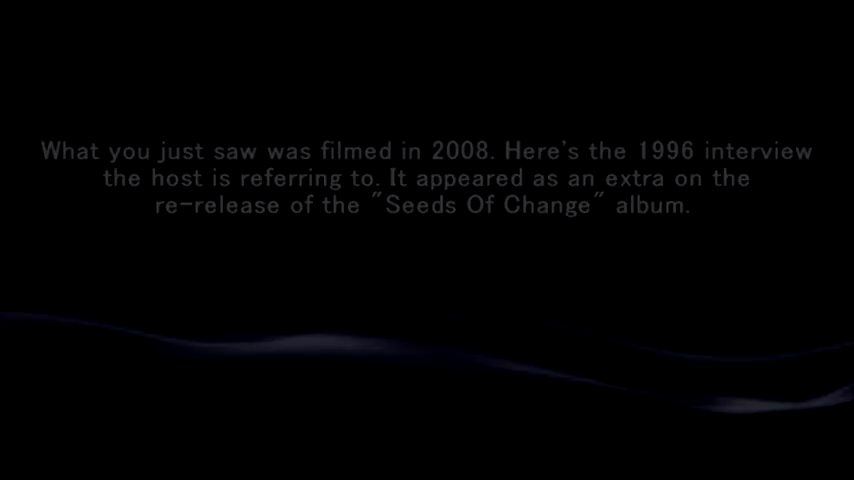 What you just saw was filmed in 2008. Here's the 1996 interview
the host is referring to. It appeared as an extra on the
re-release of the "Seeds Of Change" album.